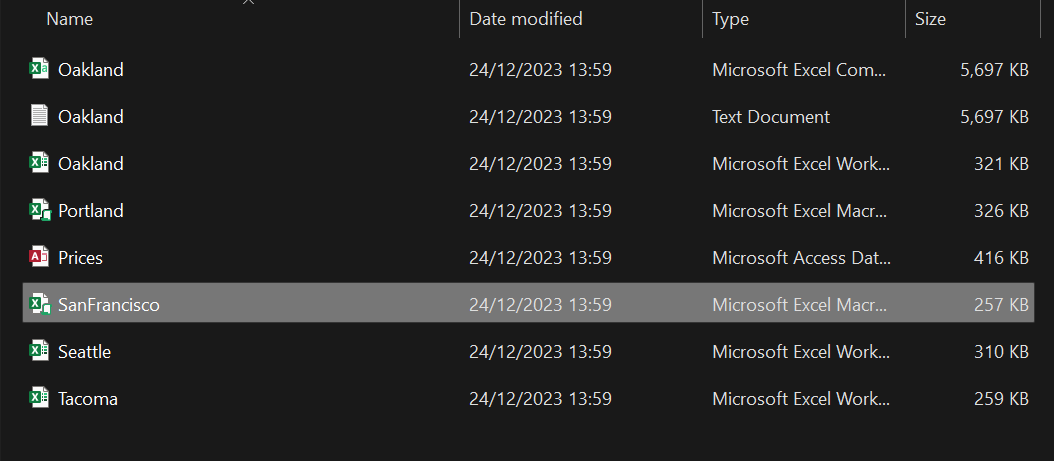 Name Date modified Type Size
Oakland 24/12/2023 13:59 Microsoft Excel Com... 5,697 KB
Oakland 24/12/2023 13:59 Text Document 5,697 KB
Oakland 24/12/2023 13:59 Microsoft Excel Work... 321 KB
Portland 24/12/2023 13:59 Microsoft Excel Macr... 326 KB
Prices 24/12/2023 13:59 Microsoft Access Dat... 416 KB
SanFrancisco 24/12/2023 13:59 Microsoft Excel Macr... 257 KB
Seattle 24/12/2023 13:59 Microsoft Excel Work... 310 KB
Tacoma 24/12/2023 13:59 Microsoft Excel Work... 259 KB